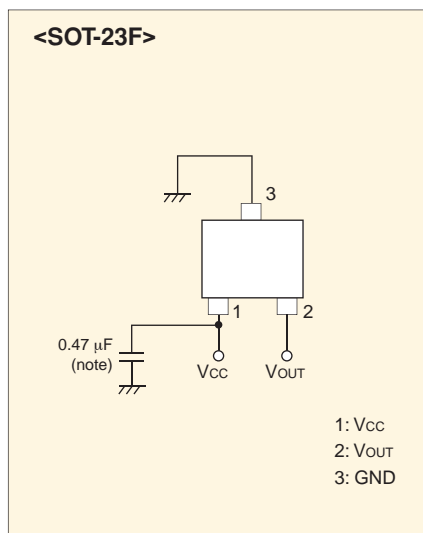 <SOT-23F>
3
1
2
0.47 μF
(note)
VCC
VOUT
1: VCC
2: VOUT
3: GND